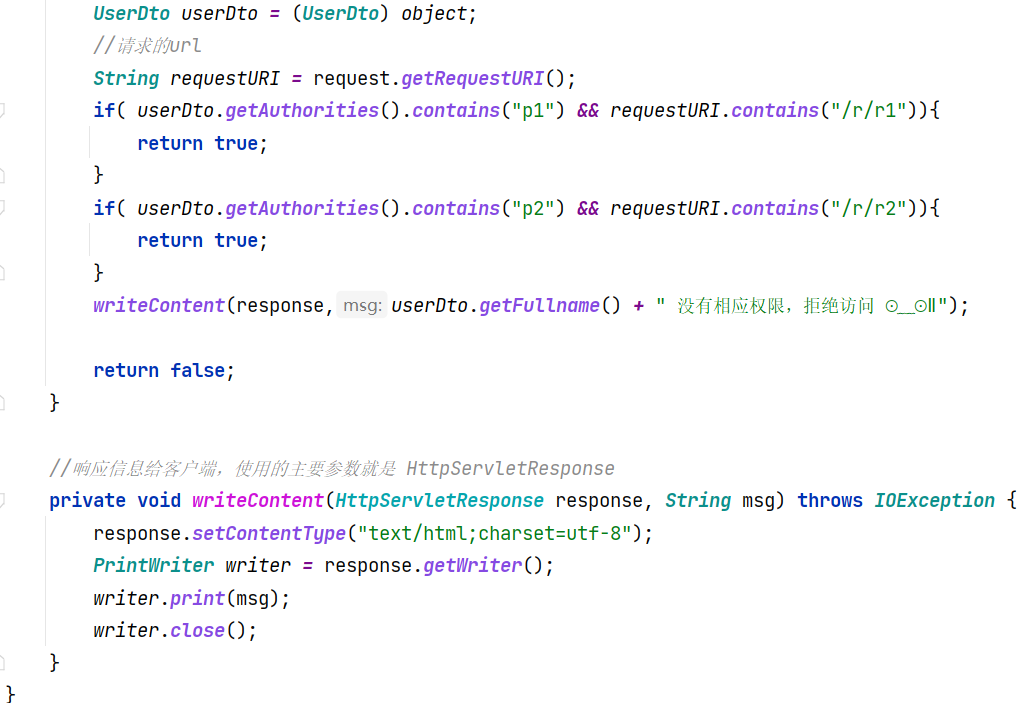 UserDto userDto = (UserDto) object;
//请求的url
String requestURI = request.getRequestURI();
if( userDto.getAuthorities().contains("p1") && requestURI.contains("/r/r1")){
return true;
}
if( userDto.getAuthorities().contains("p2") && requestURI.contains("/r/r2")){
return true;
}
writeContent(response, msg: userDto.getFullname() + " 没有相应权限，拒绝访问 ⊙__⊙‖");
return false;
}
//响应信息给客户端，使用的主要参数就是 HttpServletResponse
private void writeContent(HttpServletResponse response, String msg) throws IOException {
response.setContentType("text/html;charset=utf-8");
PrintWriter writer = response.getWriter();
writer.print(msg);
writer.close();
}
}